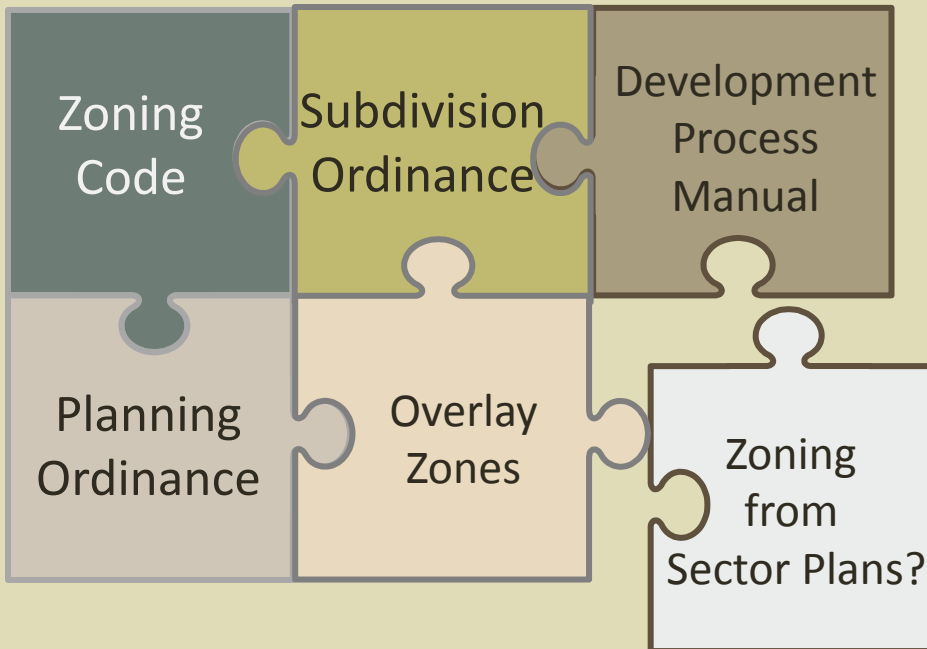 Zoning
Code
Subdivision
Ordinance
Development
Process
Manual
Planning
Ordinance
Overlay
Zones
Zoning
from
Sector Plans?